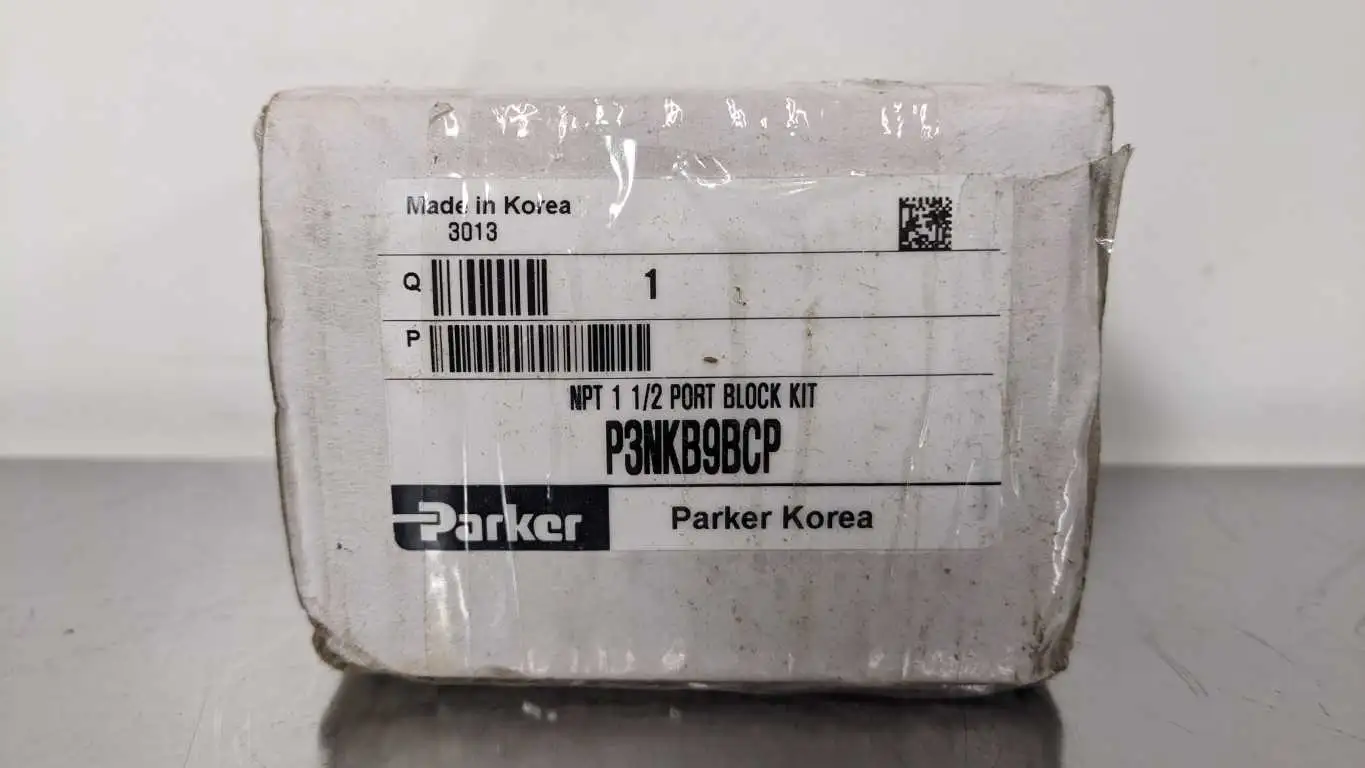 Made in Korea
3013
Q 1
P
NPT 1 1/2 PORT BLOCK KIT
P3NKB9BCP
Parker Parker Korea